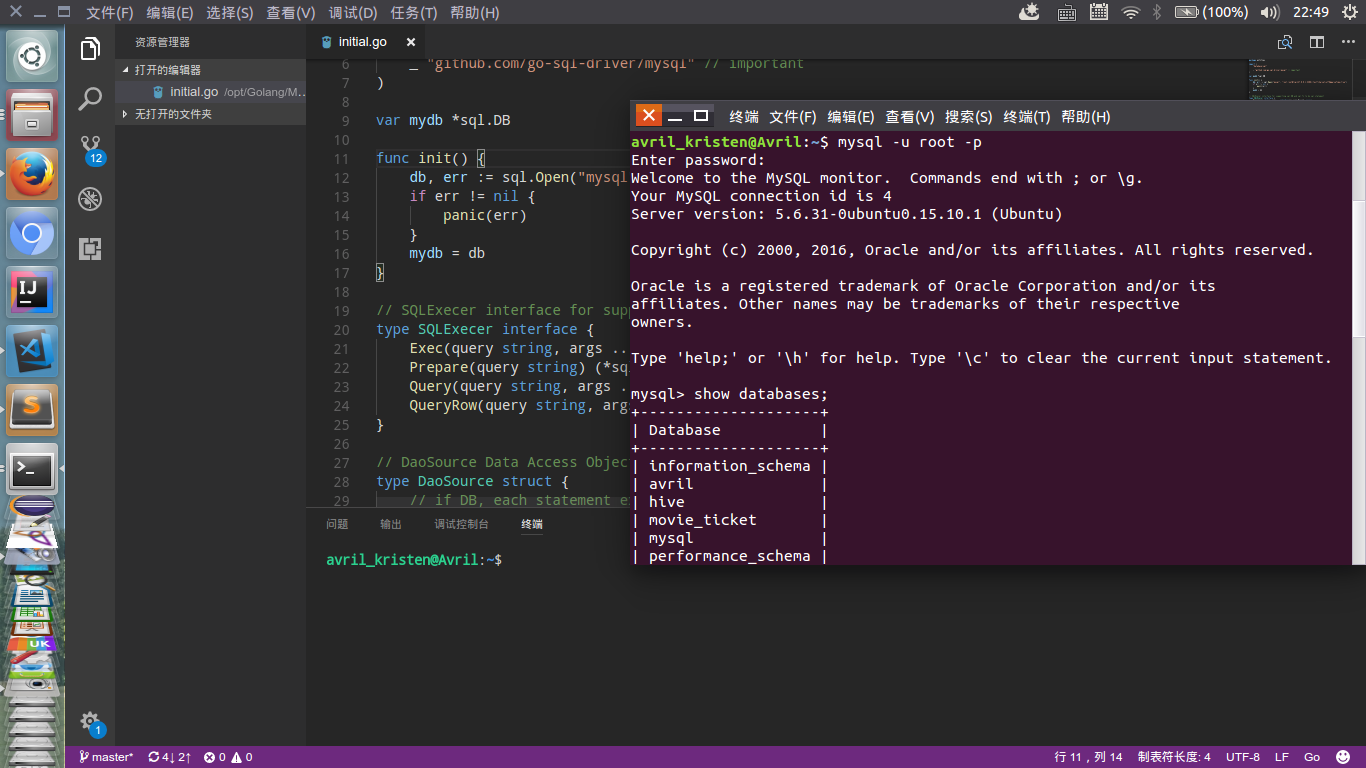 文件(F) 编辑(E) 选择(S) 查看(V) 调试(D) 任务(T) 帮助(H)
(100%) 22:49
资源管理器
打开的编辑器
initial.go /opt/Golang/M...
无打开的文件夹
12
1
IJ
S
UK
initial.go
6 _ "github.com/go-sql-driver/mysql" // important
7 )
8
9 var mydb *sql.DB
10
11 func init() {
12 db, err := sql.Open("mysql
13 if err != nil {
14 panic(err)
15 }
16 mydb = db
17 }
18
19 // SQLExecer interface for sup
20 type SQLExecer interface {
21 Exec(query string, args ..
22 Prepare(query string) (*sq
23 Query(query string, args .
24 QueryRow(query string, arg
25 }
26
27 // DaoSource Data Access Objec
28 type DaoSource struct {
29 // if DB, each statement e
问题 输出 调试控制台 终端
avril_kristen@Avril:~$
终端 文件(F) 编辑(E) 查看(V) 搜索(S) 终端(T) 帮助(H)
avril_kristen@Avril:~$ mysql -u root -p
Enter password:
Welcome to the MySQL monitor.  Commands end with ; or \g.
Your MySQL connection id is 4
Server version: 5.6.31-0ubuntu0.15.10.1 (Ubuntu)
Copyright (c) 2000, 2016, Oracle and/or its affiliates. All rights reserved.
Oracle is a registered trademark of Oracle Corporation and/or its
affiliates. Other names may be trademarks of their respective
owners.
Type 'help;' or '\h' for help. Type '\c' to clear the current input statement.
mysql> show databases;
+--------------------+
| Database           |
+--------------------+
| information_schema |
| avril              |
| hive               |
| movie_ticket       |
| mysql              |
| performance_schema |
master* 4↓ 2↑ 0 0
行 11，列 14 制表符长度: 4 UTF-8 LF Go